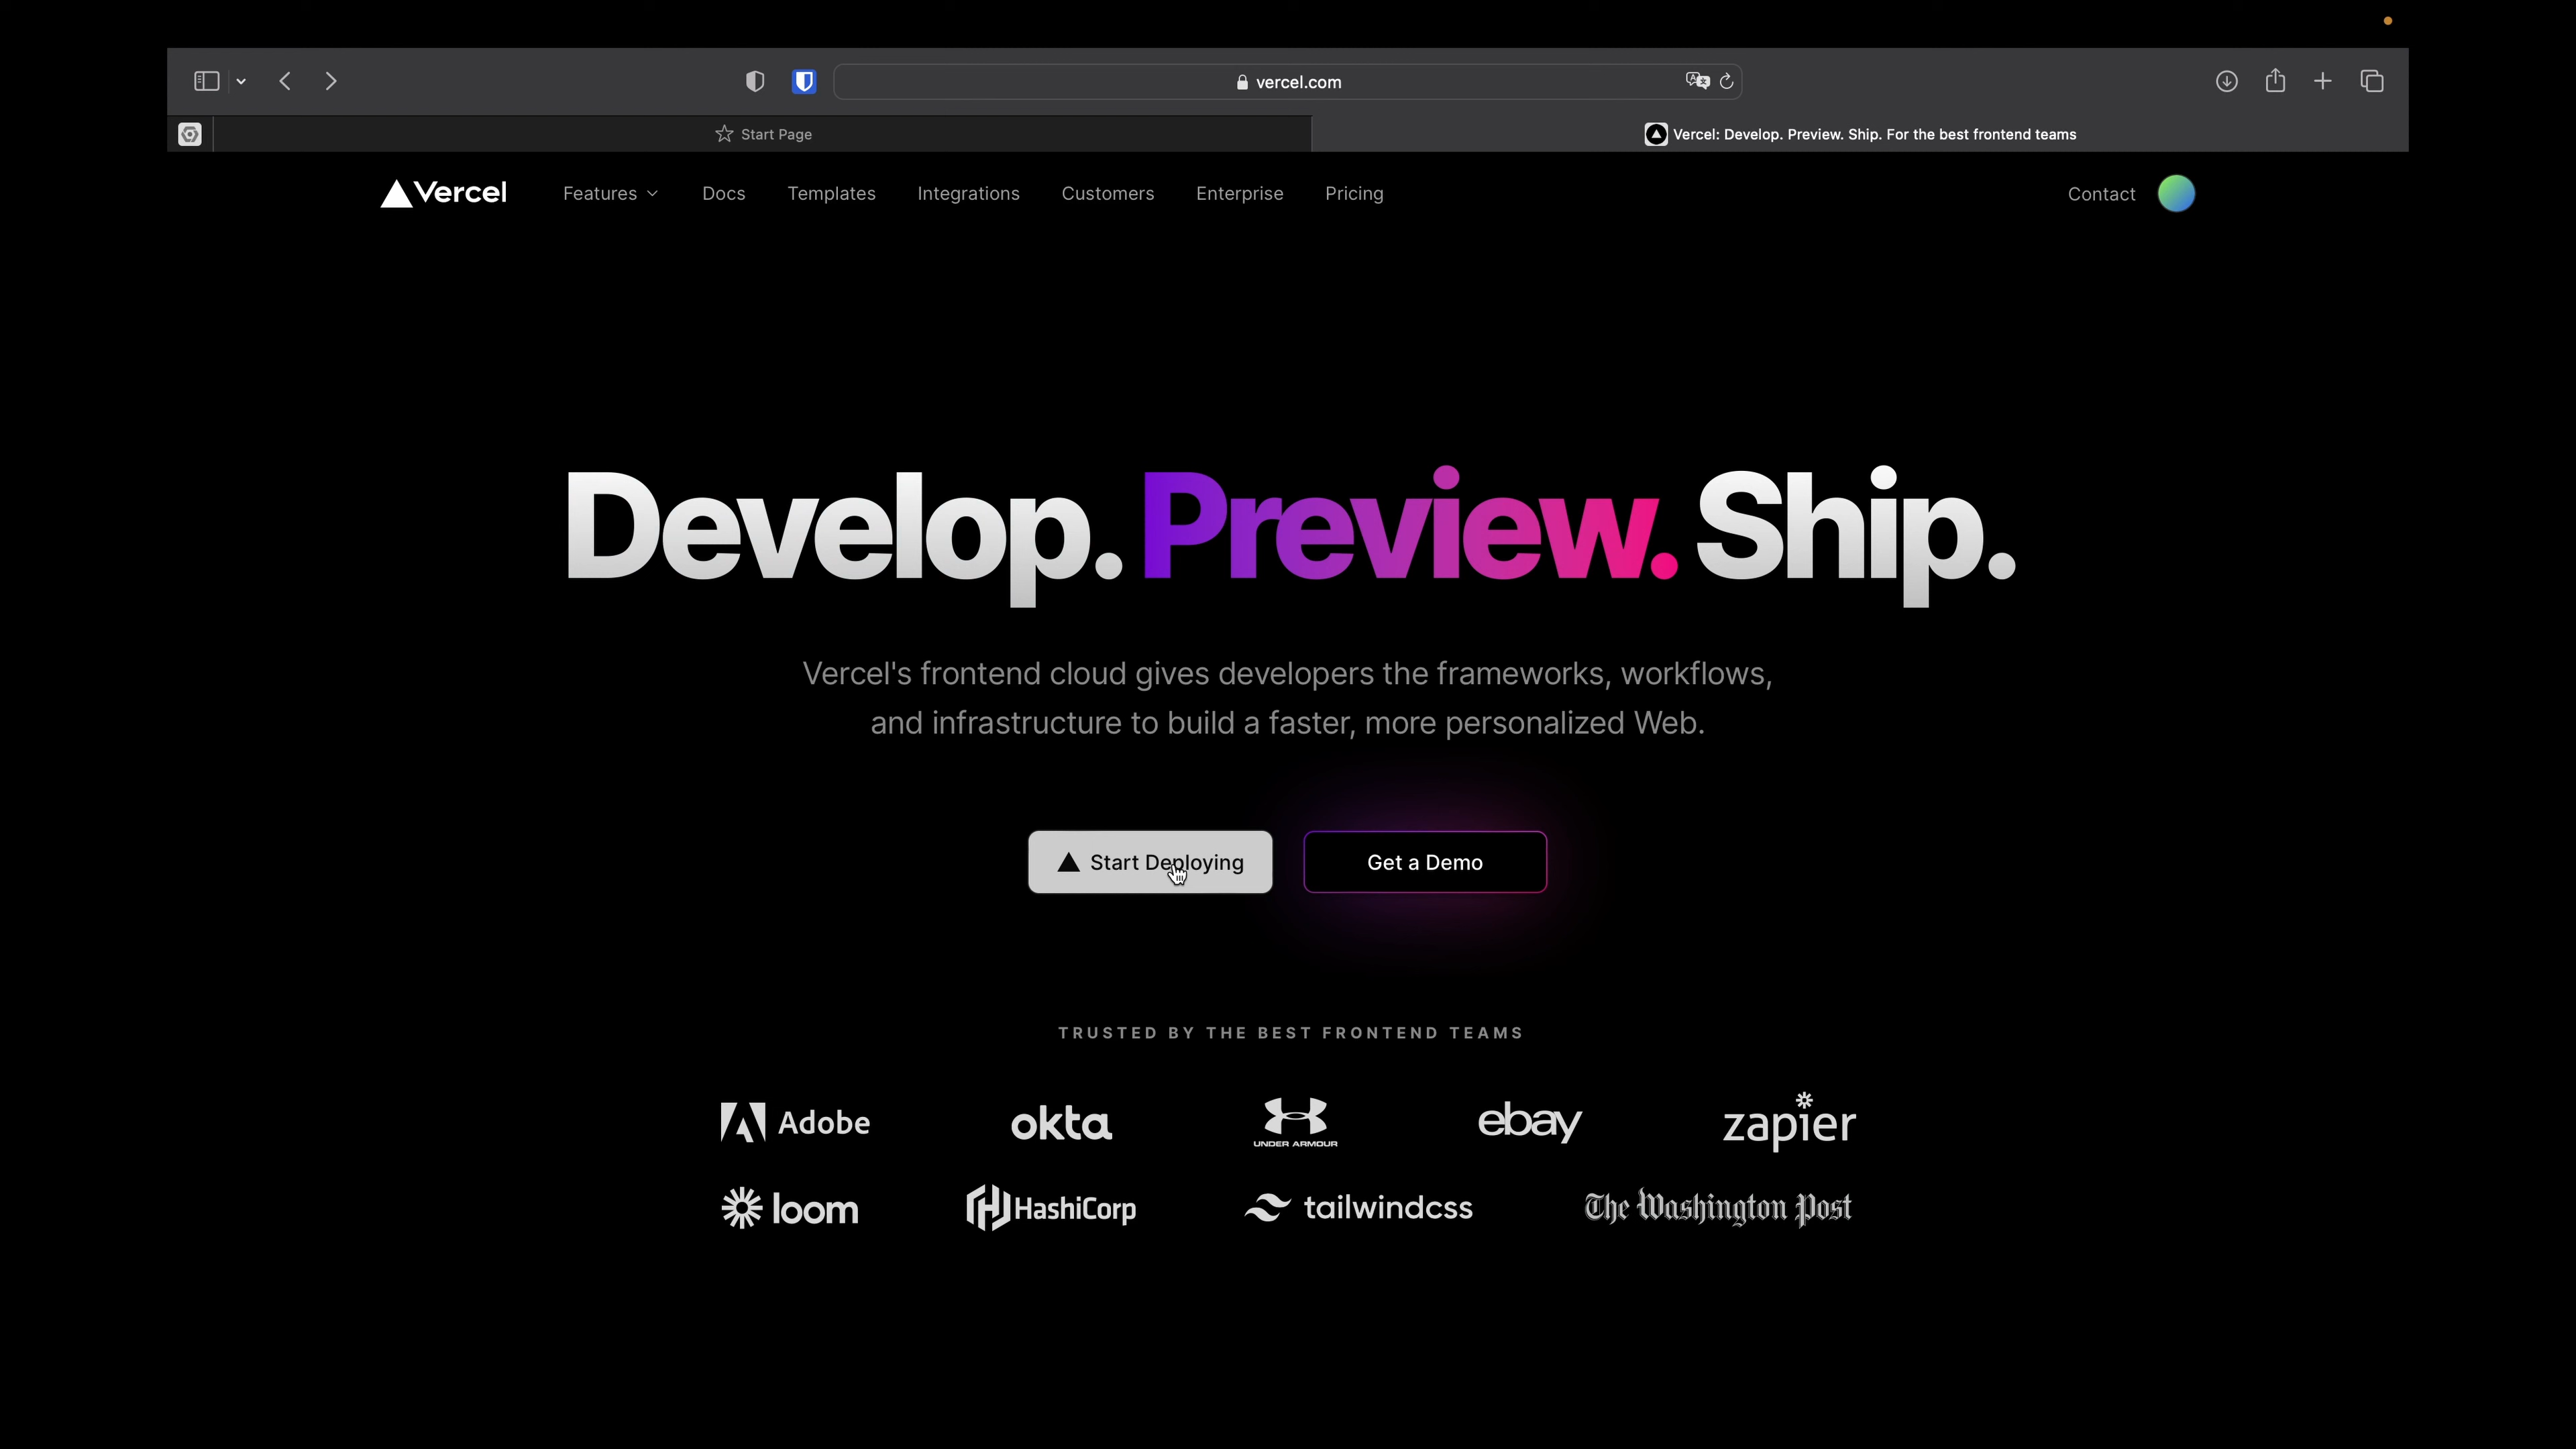 vercel.com
Start Page
Vercel: Develop. Preview. Ship. For the best frontend teams
Vercel Features Docs Templates Integrations Customers Enterprise Pricing Contact
Develop. Preview. Ship.
Vercel's frontend cloud gives developers the frameworks, workflows,
and infrastructure to build a faster, more personalized Web.
Start Deploying Get a Demo
TRUSTED BY THE BEST FRONTEND TEAMS
Adobe okta UNDER ARMOUR ebay zapier
loom HashiCorp tailwindcss The Washington Post